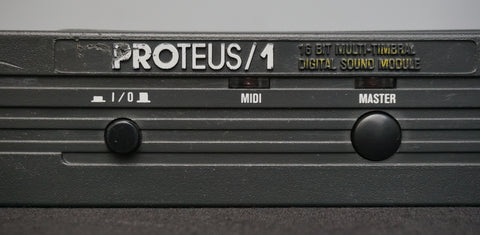 PROTEUS/1
16 BIT MULTI-TIMBRAL
DIGITAL SOUND MODULE
I/O
MIDI
MASTER